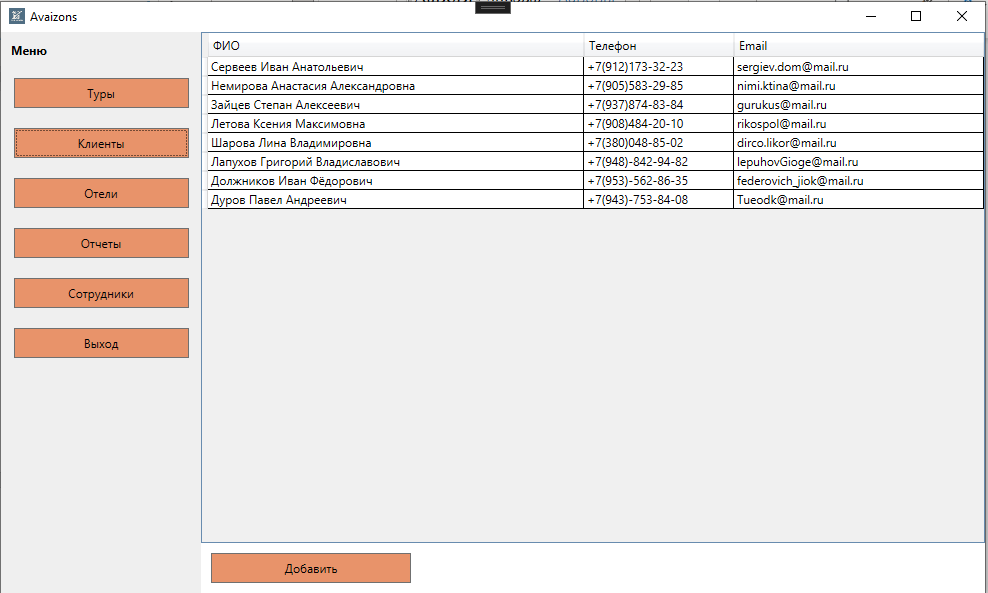 Avaizons
Меню
Туры
Клиенты
Отели
Отчеты
Сотрудники
Выход
ФИО Телефон Email
Сервеев Иван Анатольевич +7(912)173-32-23 sergiev.dom@mail.ru
Немирова Анастасия Александровна +7(905)583-29-85 nimi.ktina@mail.ru
Зайцев Степан Алексеевич +7(937)874-83-84 gurukus@mail.ru
Летова Ксения Максимовна +7(908)484-20-10 rikospol@mail.ru
Шарова Лина Владимировна +7(380)048-85-02 dirco.likor@mail.ru
Лапухов Григорий Владиславович +7(948)-842-94-82 lepuhovGioge@mail.ru
Должников Иван Фёдорович +7(953)-562-86-35 federovich_jiok@mail.ru
Дуров Павел Андреевич +7(943)-753-84-08 Tueodk@mail.ru
Добавить